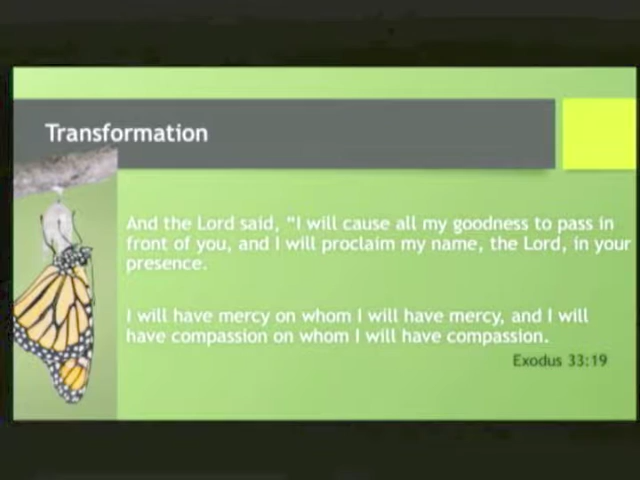 Transformation
And the Lord said, “I will cause all my goodness to pass in
front of you, and I will proclaim my name, the Lord, in your
presence.
I will have mercy on whom I will have mercy, and I will
have compassion on whom I will have compassion.
Exodus 33:19